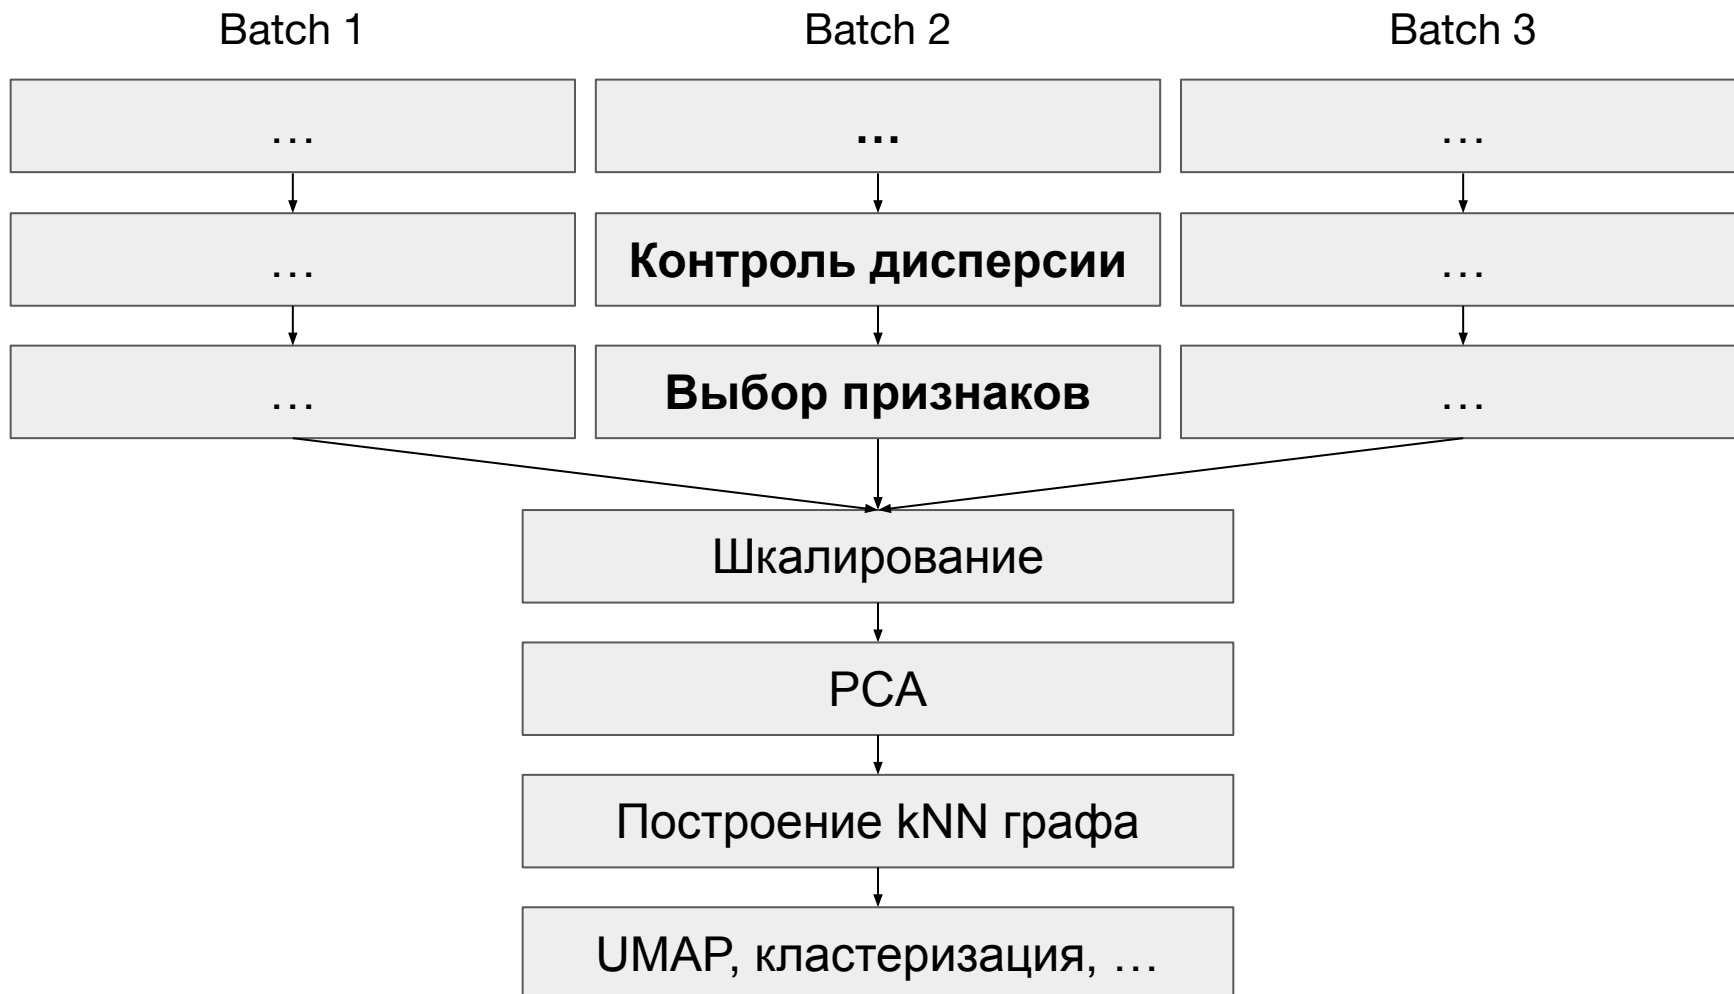 Batch 1
Batch 2
Batch 3
…
…
…
…
Контроль дисперсии
…
…
Выбор признаков
…
Шкалирование
PCA
Построение kNN графа
UMAP, кластеризация, …